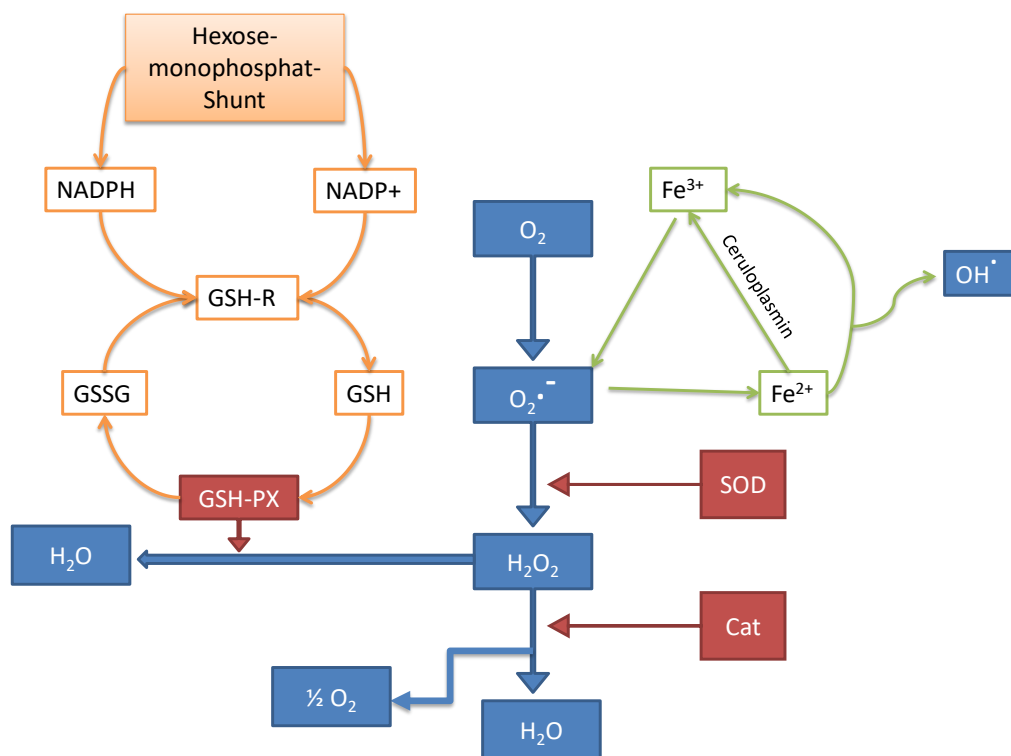 Hexose-
monophosphat-
Shunt
NADPH
NADP+
Fe³⁺
O₂
Ceruloplasmin
OH˙
GSH-R
GSSG
GSH
O₂˙⁻
Fe²⁺
GSH-PX
SOD
H₂O
H₂O₂
Cat
½ O₂
H₂O